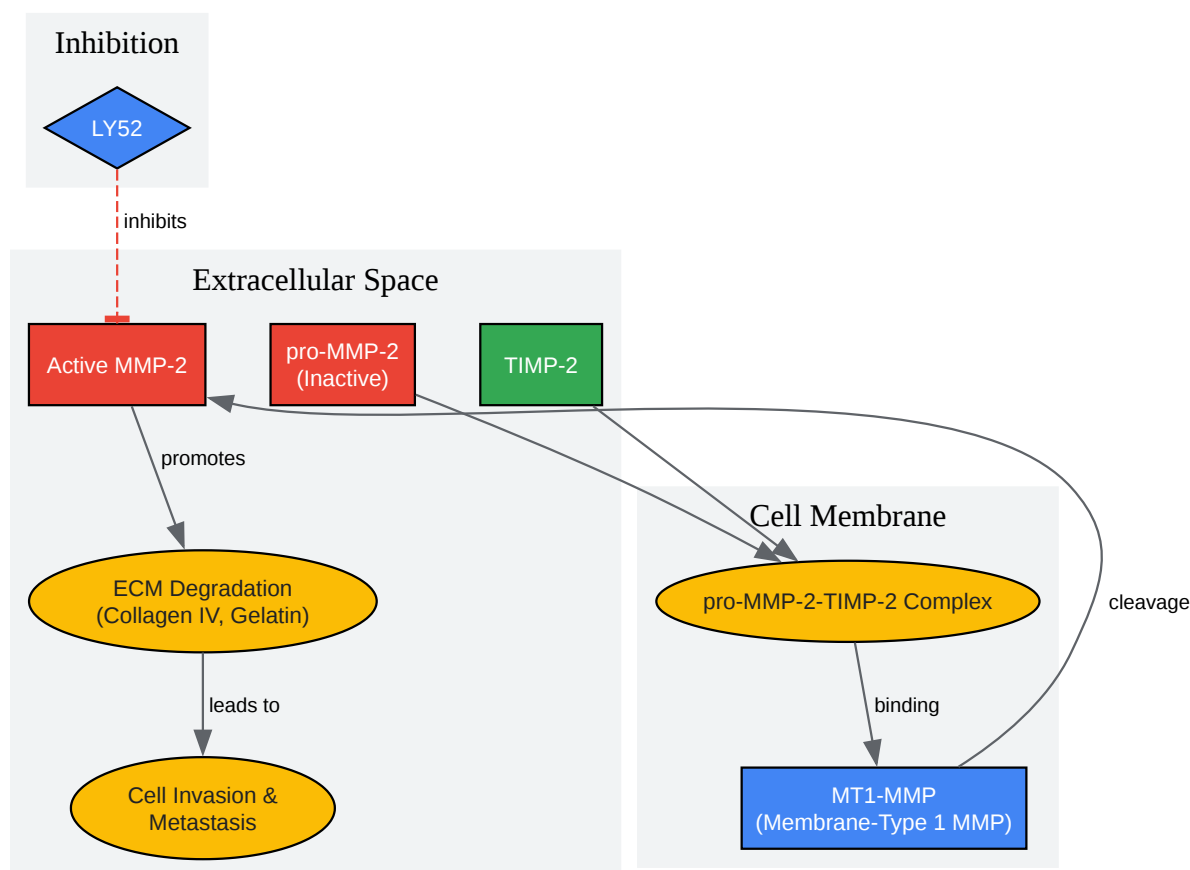 Inhibition
LY52
inhibits
Extracellular Space
Active MMP-2
pro-MMP-2
(Inactive)
TIMP-2
promotes
Cell Membrane
ECM Degradation
(Collagen IV, Gelatin)
pro-MMP-2-TIMP-2 Complex
cleavage
leads to
binding
Cell Invasion &
Metastasis
MT1-MMP
(Membrane-Type 1 MMP)